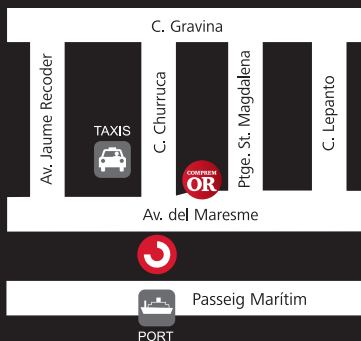 C. Gravina
Av. Jaume Recoder
TAXIS
C. Churruca
COMPREM
OR
Ptge. St. Magdalena
C. Lepanto
Av. del Maresme
Passeig Marítim
PORT